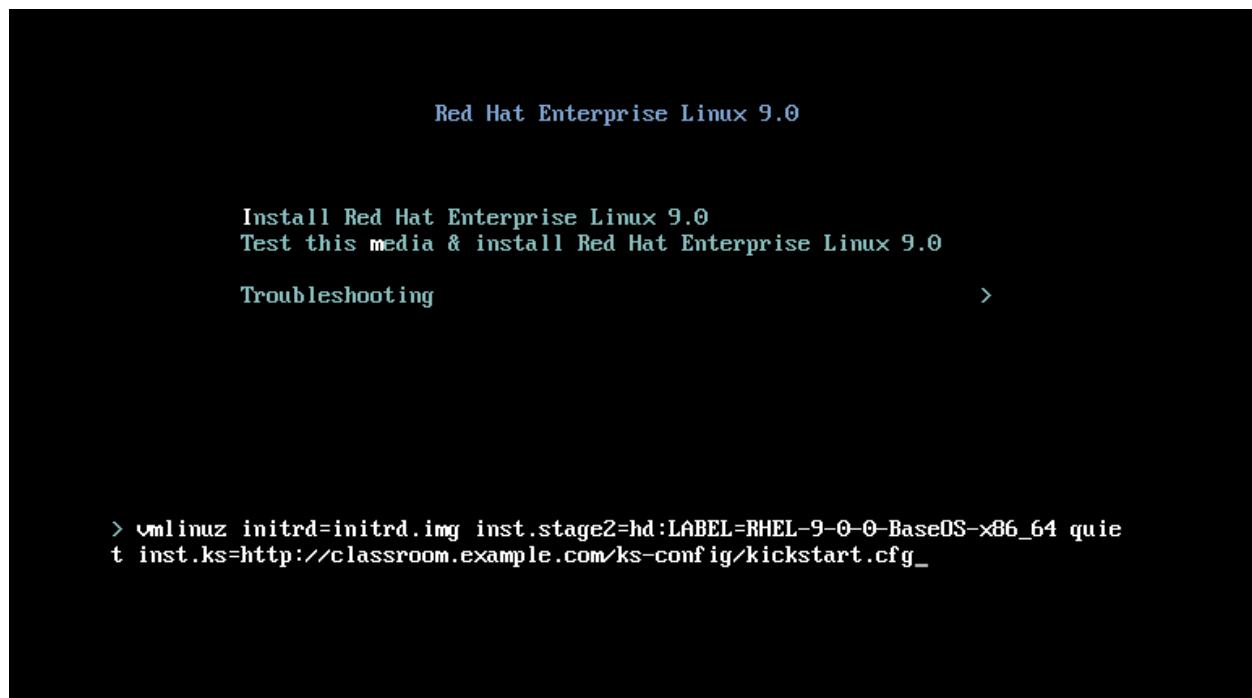 Red Hat Enterprise Linux 9.0
Install Red Hat Enterprise Linux 9.0
Test this media & install Red Hat Enterprise Linux 9.0
Troubleshooting >
> vmlinuz initrd=initrd.img inst.stage2=hd:LABEL=RHEL-9-0-0-BaseOS-x86_64 quie
t inst.ks=http://classroom.example.com/ks-config/kickstart.cfg_